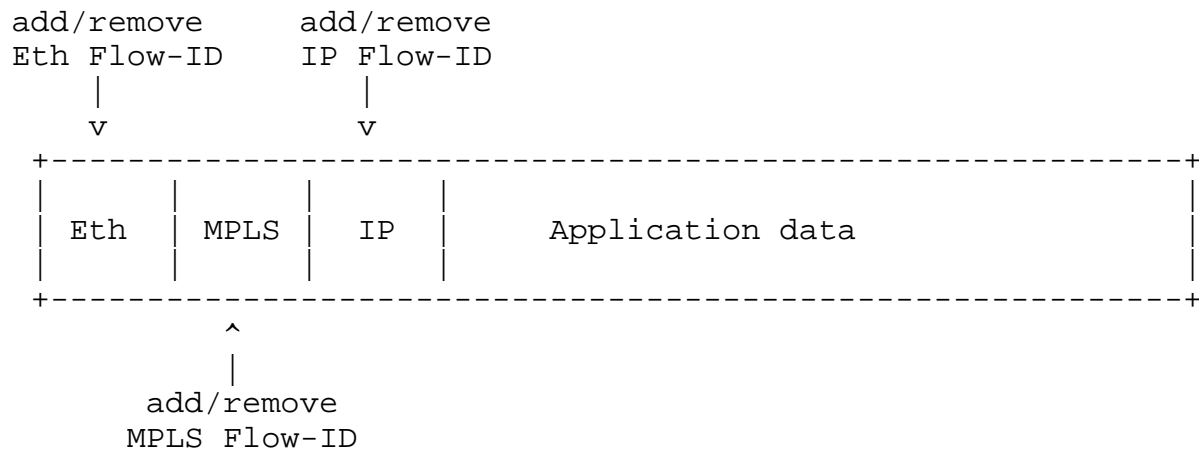 add/remove add/remove
Eth Flow-ID IP Flow-ID
Eth MPLS IP Application data
add/remove
MPLS Flow-ID